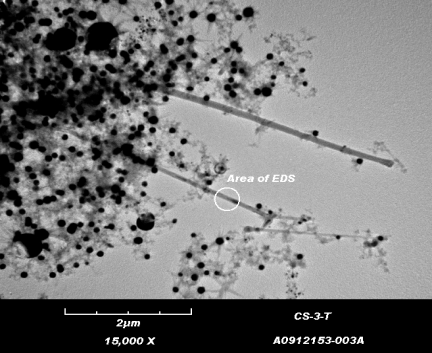 Area of EDS
2µm
CS-3-T
15,000 X
A0912153-003A